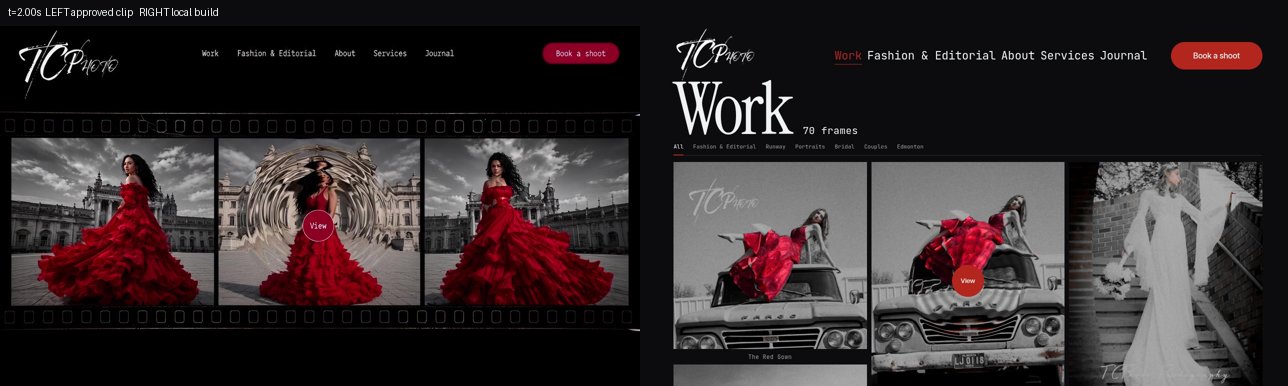 t=2.00s LEFT approved clip RIGHT local build
TCPHOTO
Work Fashion & Editorial About Services Journal
Book a shoot
View
TCPHOTO
Work Fashion & Editorial About Services Journal
Book a shoot
Work 70 frames
All Fashion & Editorial Runway Portraits Bridal Couples Edmonton
TCPHOTO
DODGE
View
LJ0118
The Red Gown